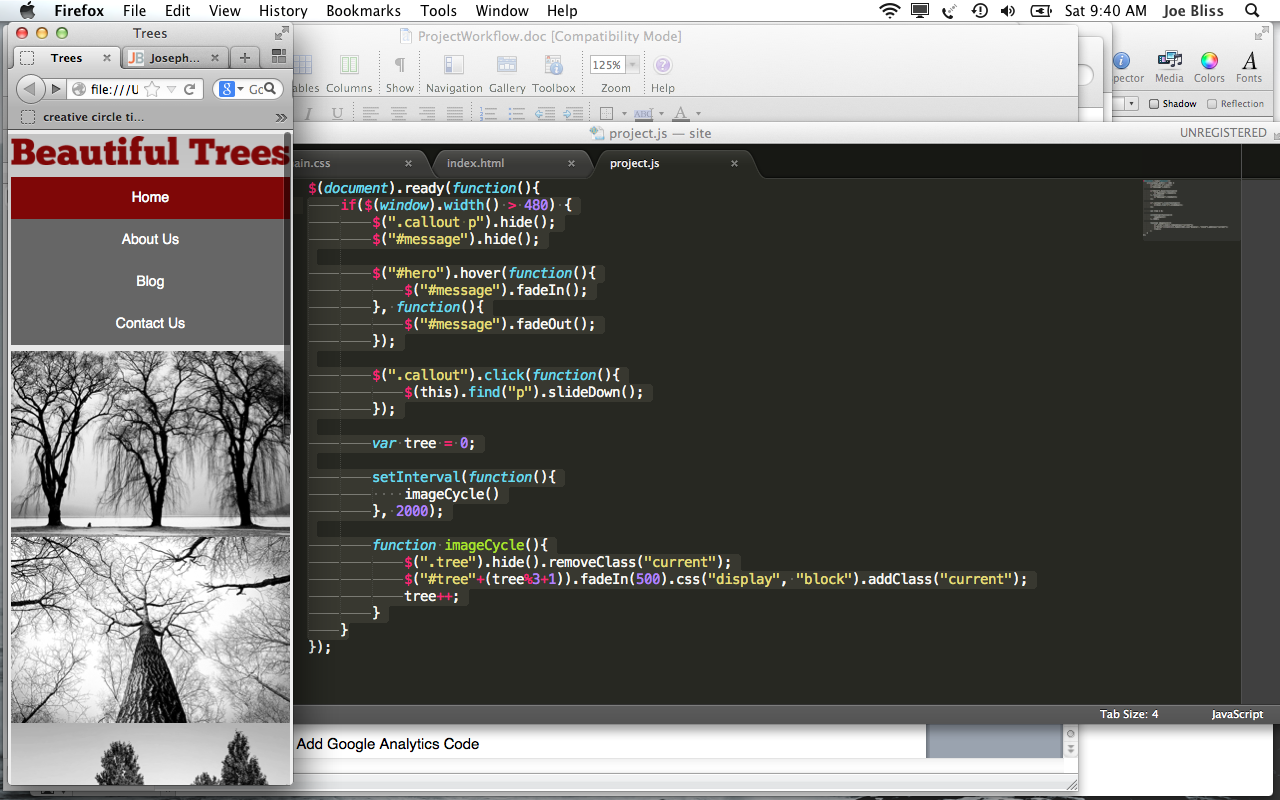 Firefox File Edit View History Bookmarks Tools Window Help Sat 9:40 AM Joe Bliss
Trees
Trees
JB Joseph...
file:///U
creative circle ti...
Beautiful Trees
Home
About Us
Blog
Contact Us
ProjectWorkflow.doc [Compatibility Mode]
ables Columns Show Navigation Gallery Toolbox Zoom Help
125%
pector Media Colors Fonts
Shadow Reflection
project.js — site
UNREGISTERED
ain.css
index.html
project.js
$(document).ready(function(){
if($(window).width() > 480) {
$(".callout p").hide();
$("#message").hide();
$("#hero").hover(function(){
$("#message").fadeIn();
}, function(){
$("#message").fadeOut();
});
$(".callout").click(function(){
$(this).find("p").slideDown();
});
var tree = 0;
setInterval(function(){
imageCycle()
}, 2000);
function imageCycle(){
$(".tree").hide().removeClass("current");
$("#tree"+(tree%3+1)).fadeIn(500).css("display", "block").addClass("current");
tree++;
}
}
});
Tab Size: 4 JavaScript
Add Google Analytics Code